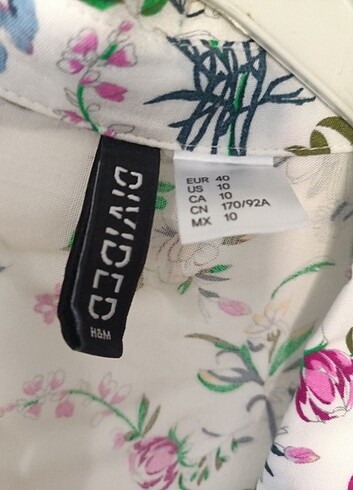 DIVIDED
H&M
EUR 40
US 10
CA 10
CN 170/92A
MX 10